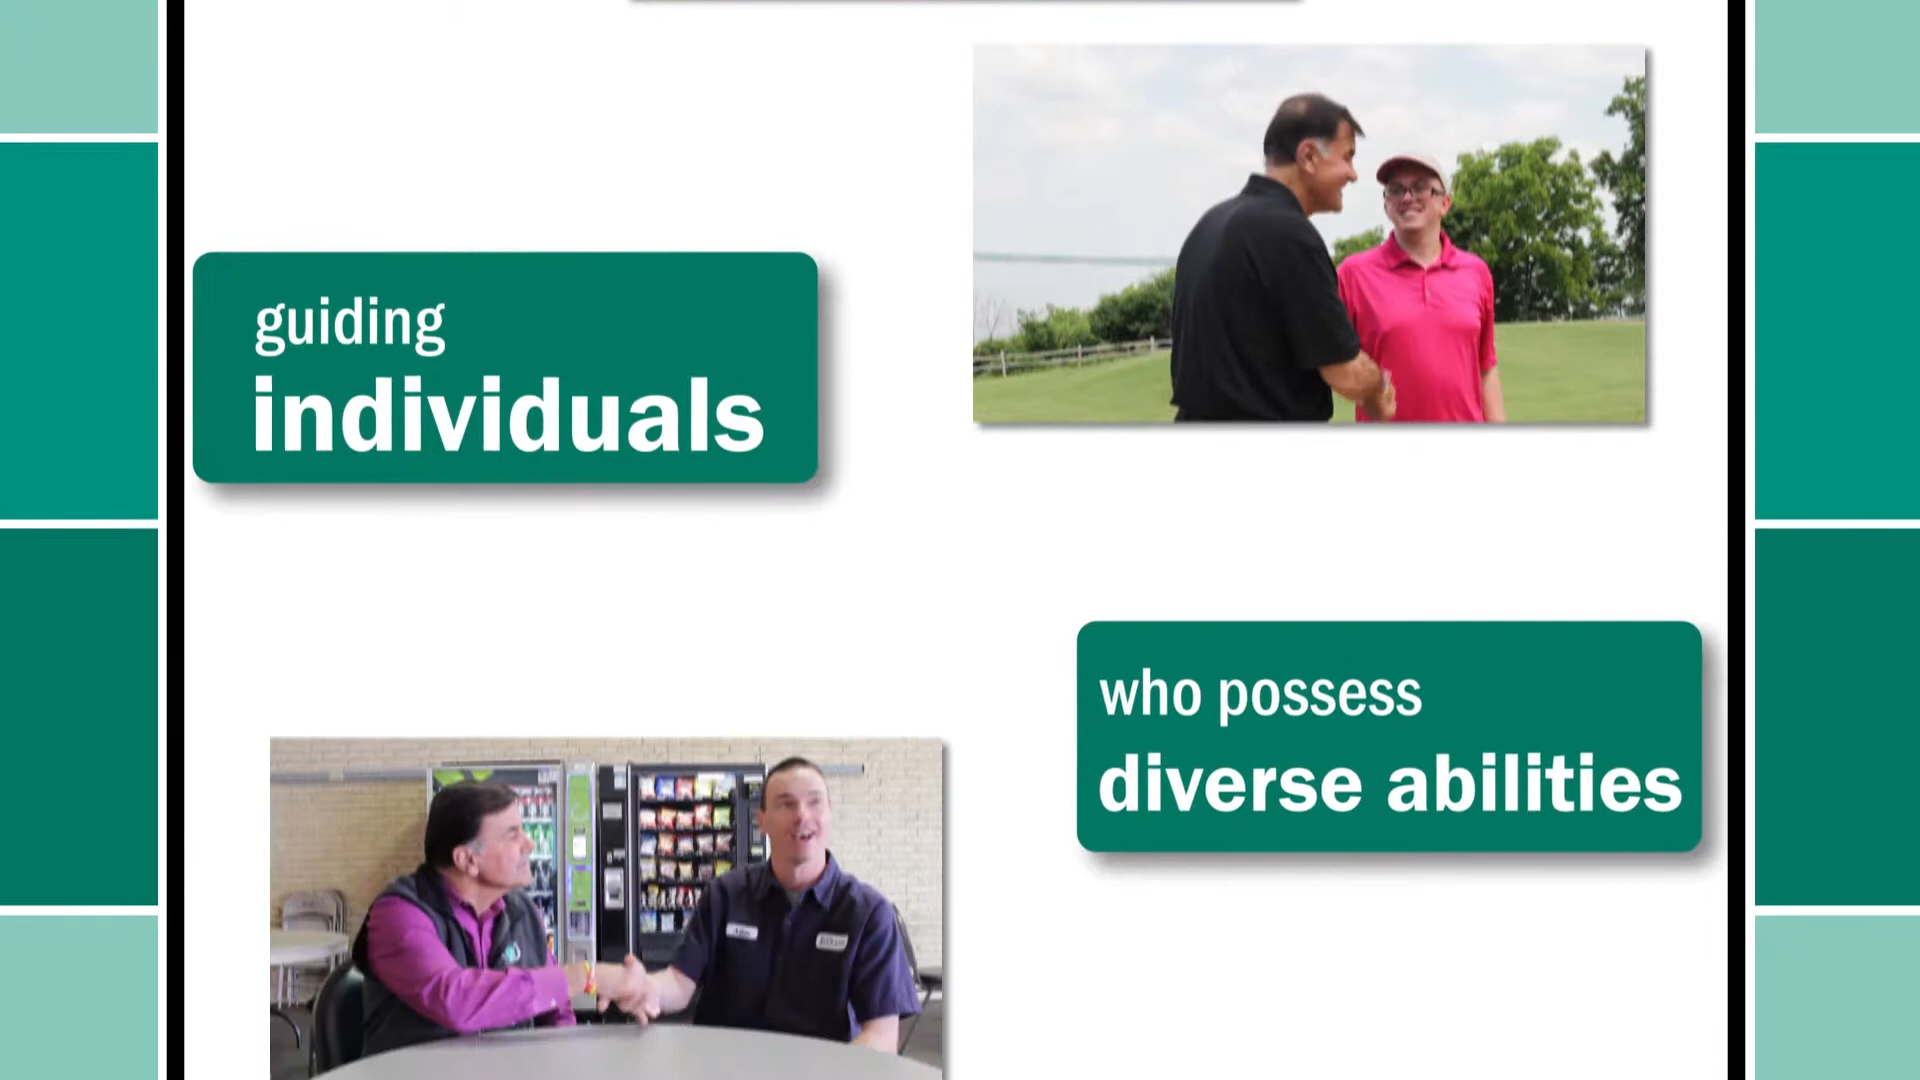 guiding
individuals
who possess
diverse abilities